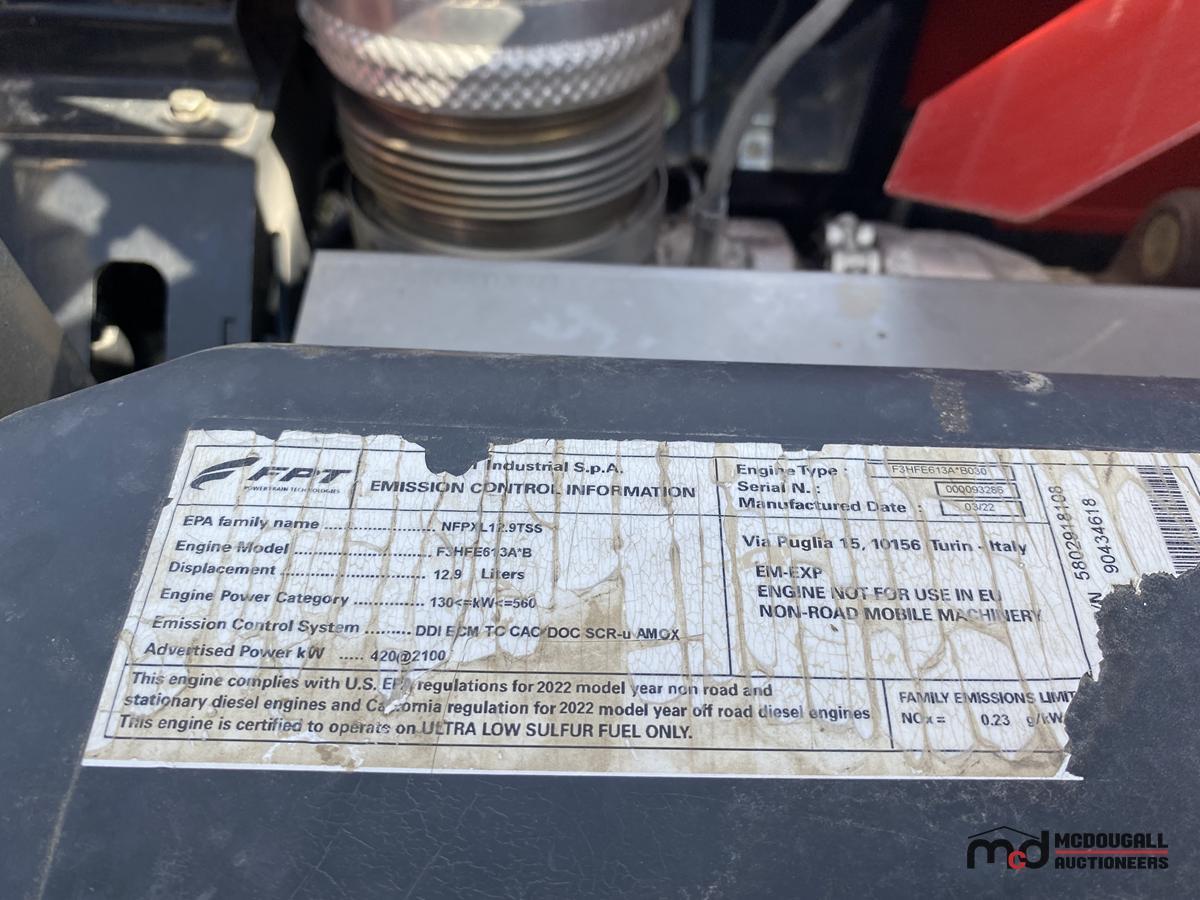 FPT
POWERTRAIN TECHNOLOGIES
Industrial S.p.A.
EMISSION CONTROL INFORMATION
EPA family name ........................ NFPXL12.9TSS
Engine Model .............................. F3HFE613A*B
Displacement .............................. 12.9 Liters
Engine Power Category ............... 130<=kW<=560
Emission Control System ......... DDI ECM TC CAC DOC SCR-u AMOX
Advertised Power kW ..... 420@2100
Engine Type : F3HFE613A*B030
Serial N. : 000093286
Manufactured Date : 03/22
Via Puglia 15, 10156 Turin - Italy
EM-EXP
ENGINE NOT FOR USE IN EU
NON-ROAD MOBILE MACHINERY
5802918108
90434618
This engine complies with U.S. EPA regulations for 2022 model year non road and
stationary diesel engines and California regulation for 2022 model year off road diesel engines
This engine is certified to operate on ULTRA LOW SULFUR FUEL ONLY.
FAMILY EMISSIONS LIMIT
NOx = 0.23 g/kW
mcd MCDOUGALL
AUCTIONEERS